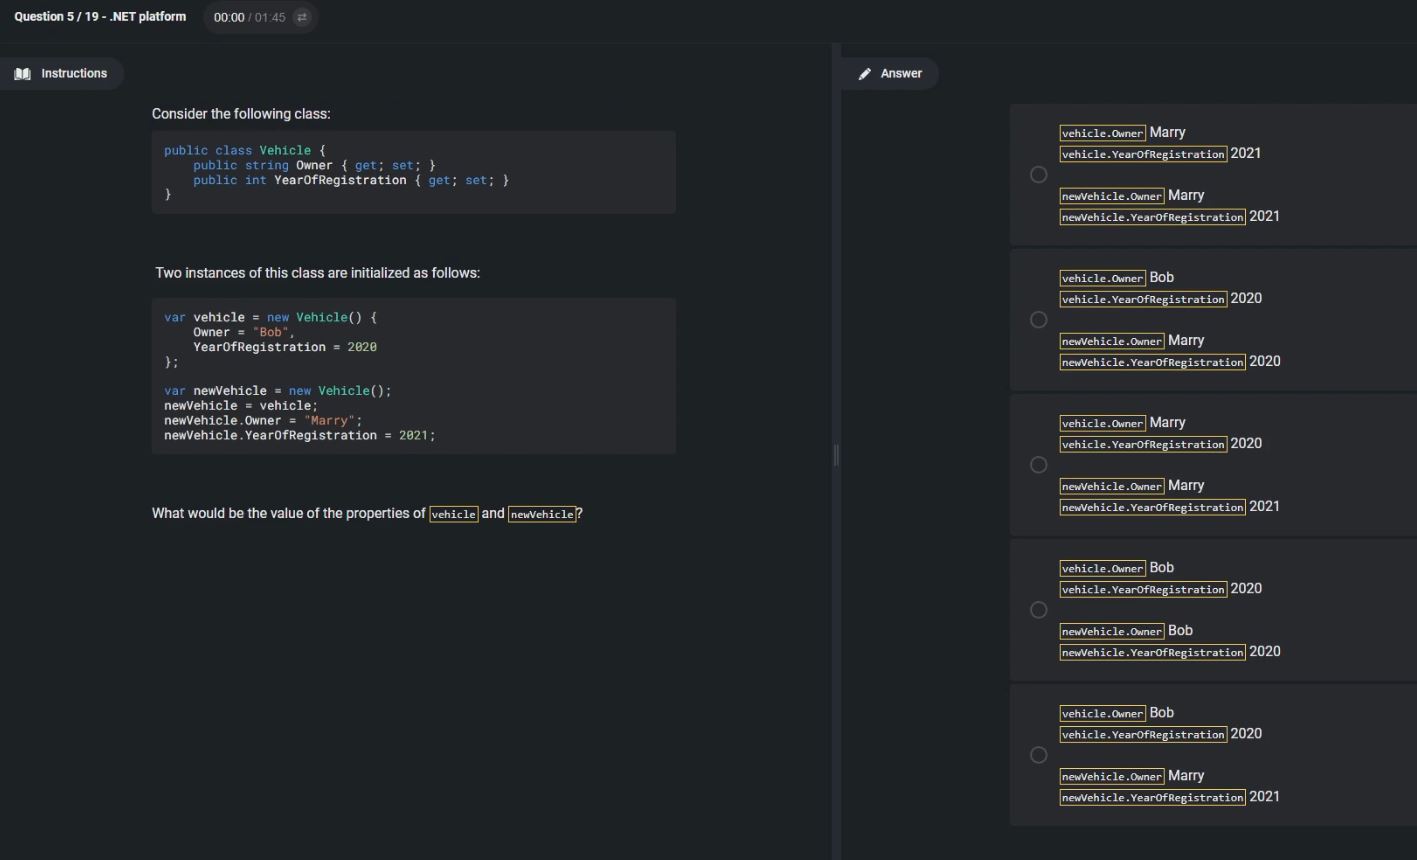 Question 5 / 19 - .NET platform
00:00 / 01:45
Instructions
Consider the following class:
public class Vehicle {
    public string Owner { get; set; }
    public int YearOfRegistration { get; set; }
}
Two instances of this class are initialized as follows:
var vehicle = new Vehicle() {
    Owner = "Bob",
    YearOfRegistration = 2020
};
var newVehicle = new Vehicle();
newVehicle = vehicle;
newVehicle.Owner = "Marry";
newVehicle.YearOfRegistration = 2021;
What would be the value of the properties of vehicle and newVehicle?
Answer
vehicle.Owner Marry
vehicle.YearOfRegistration 2021
newVehicle.Owner Marry
newVehicle.YearOfRegistration 2021
vehicle.Owner Bob
vehicle.YearOfRegistration 2020
newVehicle.Owner Marry
newVehicle.YearOfRegistration 2020
vehicle.Owner Marry
vehicle.YearOfRegistration 2020
newVehicle.Owner Marry
newVehicle.YearOfRegistration 2021
vehicle.Owner Bob
vehicle.YearOfRegistration 2020
newVehicle.Owner Bob
newVehicle.YearOfRegistration 2020
vehicle.Owner Bob
vehicle.YearOfRegistration 2020
newVehicle.Owner Marry
newVehicle.YearOfRegistration 2021